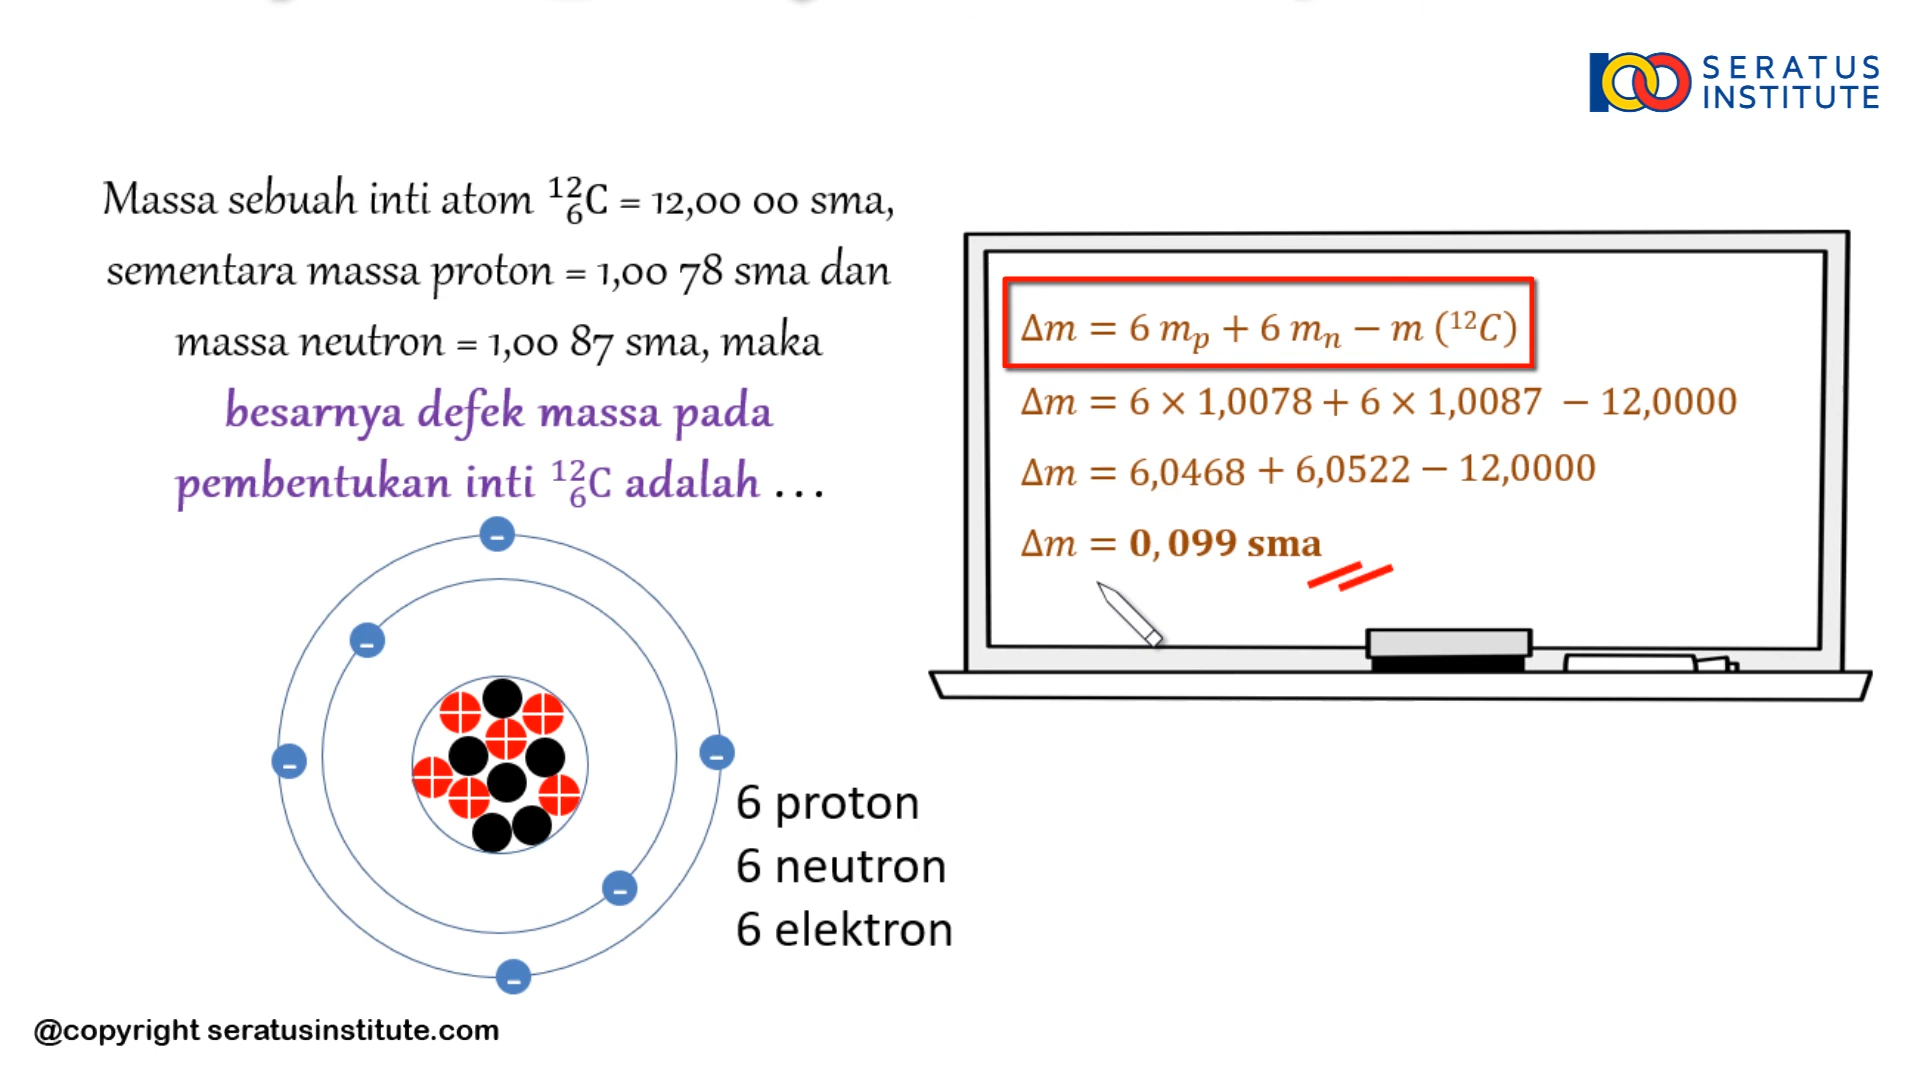 SERATUS
INSTITUTE
Massa sebuah inti atom ¹²₆C = 12,00 00 sma,
sementara massa proton = 1,00 78 sma dan
massa neutron = 1,00 87 sma, maka
besarnya defek massa pada
pembentukan inti ¹²₆C adalah ...
Δm = 6 mₚ + 6 mₙ − m (¹²C)
Δm = 6 × 1,0078 + 6 × 1,0087 − 12,0000
Δm = 6,0468 + 6,0522 − 12,0000
Δm = 0,099 sma
6 proton
6 neutron
6 elektron
@copyright seratusinstitute.com